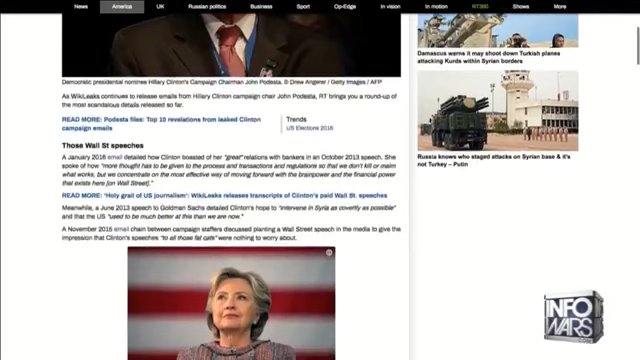 News America UK Russian politics Business Sport Op-Edge In vision In motion RT360 Shows More
Democratic presidential nominee Hillary Clinton's Campaign Chairman John Podesta. © Drew Angerer / Getty Images / AFP
As WikiLeaks continues to release emails from Hillary Clinton campaign chair John Podesta, RT brings you a round-up of
the most scandalous details released so far.
READ MORE: Podesta files: Top 10 revelations from leaked Clinton
campaign emails
Trends
US Elections 2016
Those Wall St speeches
A January 2016 email detailed how Clinton boasted of her "great" relations with bankers in an October 2013 speech. She
spoke of how "more thought has to be given to the process and transactions and regulations so that we don't kill or maim
what works, but we concentrate on the most effective way of moving forward with the brainpower and the financial power
that exists here [on Wall Street]."
READ MORE: 'Holy grail of US journalism': WikiLeaks releases transcripts of Clinton's paid Wall St. speeches
Meanwhile, a June 2013 speech to Goldman Sachs detailed Clinton's hope to "intervene in Syria as covertly as possible"
and that the US "used to be much better at this than we are now."
A November 2015 email chain between campaign staffers discussed planting a Wall Street speech in the media to give the
impression that Clinton's speeches "to all those fat cats" were nothing to worry about.
Damascus warns it may shoot down Turkish planes
attacking Kurds within Syrian borders
Russia knows who staged attacks on Syrian base & it's
not Turkey – Putin
INFO
WARS